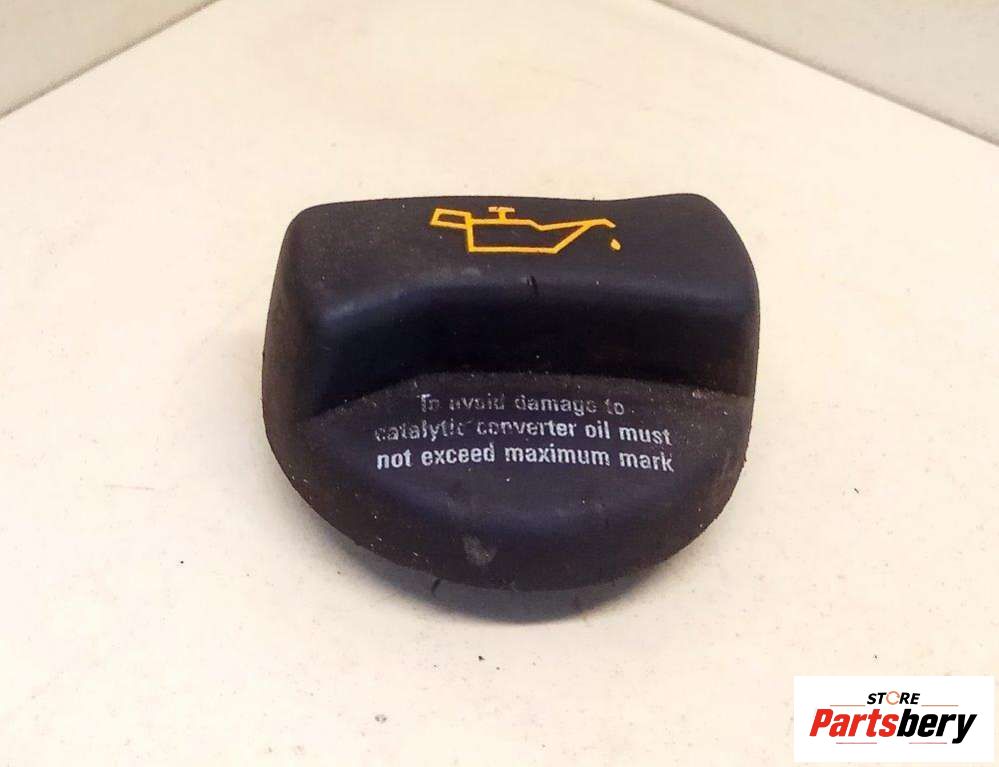 To avoid damage to
catalytic converter oil must
not exceed maximum mark
STORE
Partsbery